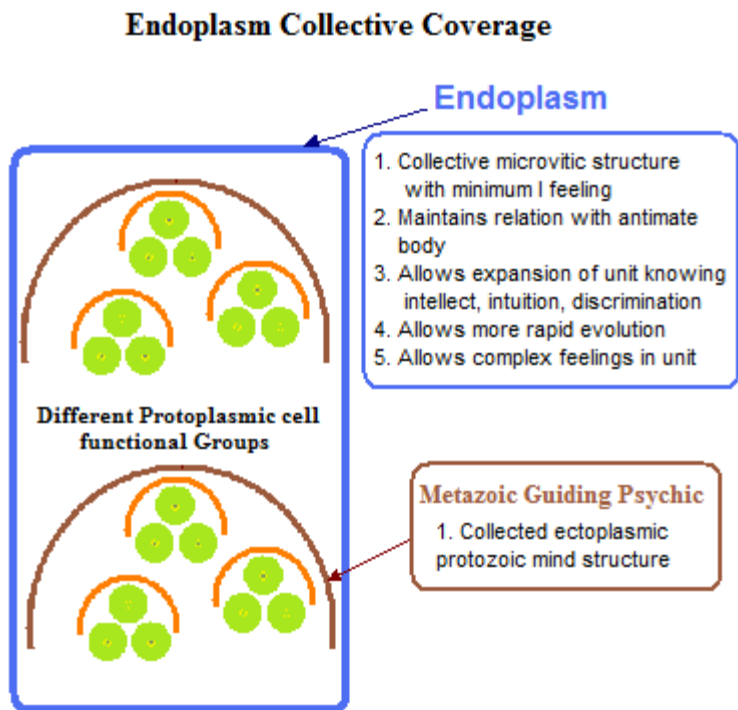 Endoplasm Collective Coverage
Endoplasm
1. Collective microvitic structure
with minimum I feeling
2. Maintains relation with antimate
body
3. Allows expansion of unit knowing
intellect, intuition, discrimination
4. Allows more rapid evolution
5. Allows complex feelings in unit
Different Protoplasmic cell
functional Groups
Metazoic Guiding Psychic
1. Collected ectoplasmic
protozoic mind structure